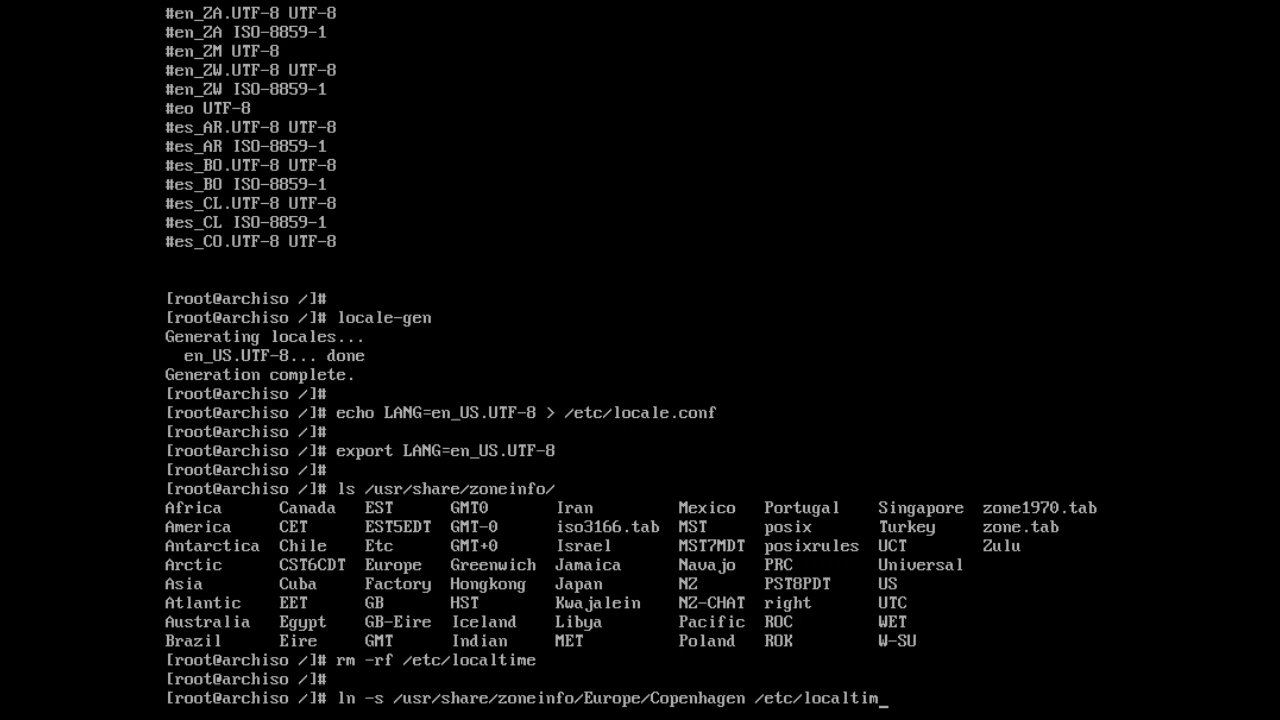 #en_ZA.UTF-8 UTF-8
#en_ZA ISO-8859-1
#en_ZM UTF-8
#en_ZW.UTF-8 UTF-8
#en_ZW ISO-8859-1
#eo UTF-8
#es_AR.UTF-8 UTF-8
#es_AR ISO-8859-1
#es_BO.UTF-8 UTF-8
#es_BO ISO-8859-1
#es_CL.UTF-8 UTF-8
#es_CL ISO-8859-1
#es_CO.UTF-8 UTF-8
[root@archiso /]#
[root@archiso /]# locale-gen
Generating locales...
  en_US.UTF-8... done
Generation complete.
[root@archiso /]#
[root@archiso /]# echo LANG=en_US.UTF-8 > /etc/locale.conf
[root@archiso /]#
[root@archiso /]# export LANG=en_US.UTF-8
[root@archiso /]#
[root@archiso /]# ls /usr/share/zoneinfo/
Africa      Canada   EST      GMT0       Iran         Mexico   Portugal    Singapore  zone1970.tab
America     CET      EST5EDT  GMT-0      iso3166.tab  MST      posix       Turkey     zone.tab
Antarctica  Chile    Etc      GMT+0      Israel       MST7MDT  posixrules  UCT        Zulu
Arctic      CST6CDT  Europe   Greenwich  Jamaica      Navajo   PRC         Universal
Asia        Cuba     Factory  Hongkong   Japan        NZ       PST8PDT     US
Atlantic    EET      GB       HST        Kwajalein    NZ-CHAT  right       UTC
Australia   Egypt    GB-Eire  Iceland    Libya        Pacific  ROC         WET
Brazil      Eire     GMT      Indian     MET          Poland   ROK         W-SU
[root@archiso /]# rm -rf /etc/localtime
[root@archiso /]#
[root@archiso /]# ln -s /usr/share/zoneinfo/Europe/Copenhagen /etc/localtim_